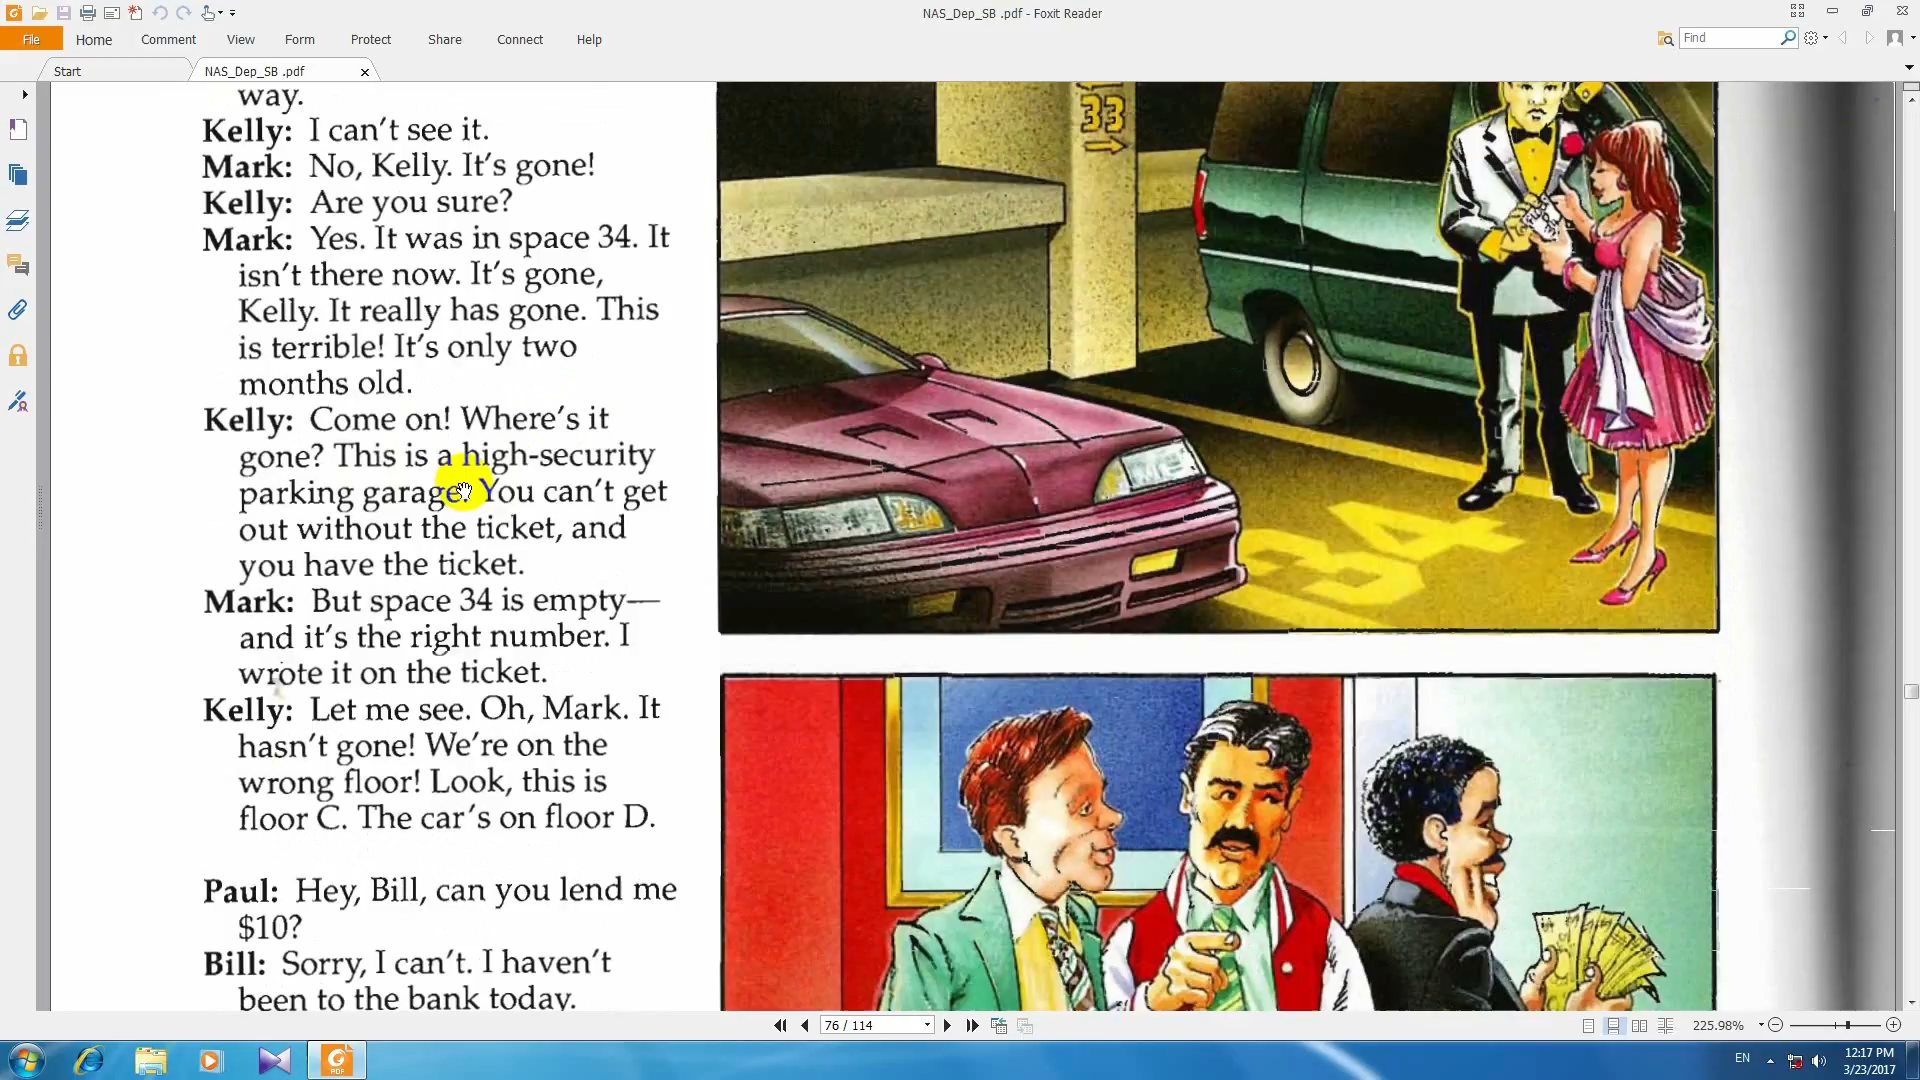 NAS_Dep_SB .pdf - Foxit Reader
File Home Comment View Form Protect Share Connect Help
Find
Start NAS_Dep_SB .pdf
way.
Kelly: I can't see it.
Mark: No, Kelly. It's gone!
Kelly: Are you sure?
Mark: Yes. It was in space 34. It
isn't there now. It's gone,
Kelly. It really has gone. This
is terrible! It's only two
months old.
Kelly: Come on! Where's it
gone? This is a high-security
parking garage. You can't get
out without the ticket, and
you have the ticket.
Mark: But space 34 is empty—
and it's the right number. I
wrote it on the ticket.
Kelly: Let me see. Oh, Mark. It
hasn't gone! We're on the
wrong floor! Look, this is
floor C. The car's on floor D.
Paul: Hey, Bill, can you lend me
$10?
Bill: Sorry, I can't. I haven't
been to the bank today.
33
34
76 / 114
225.98%
EN
12:17 PM
3/23/2017
PDF